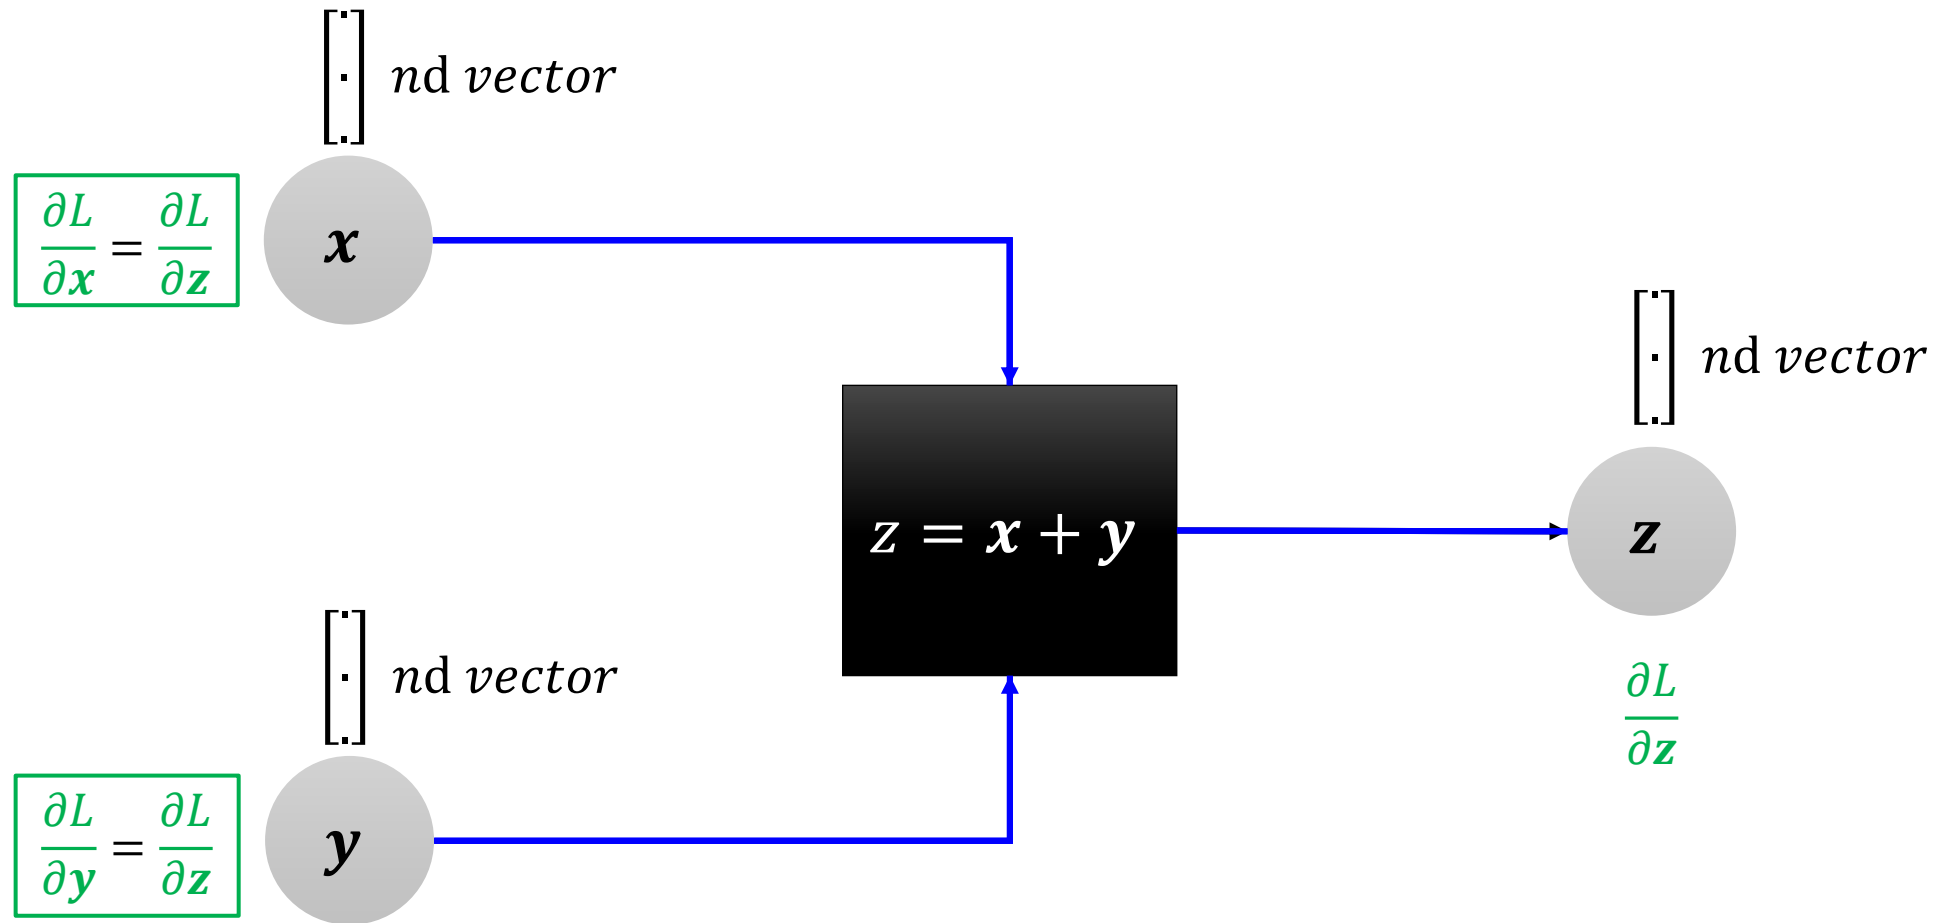 [⋮] nd vector
∂L/∂x = ∂L/∂z
x
[⋮] nd vector
z = x + y
z
∂L/∂z
[⋮] nd vector
∂L/∂y = ∂L/∂z
y